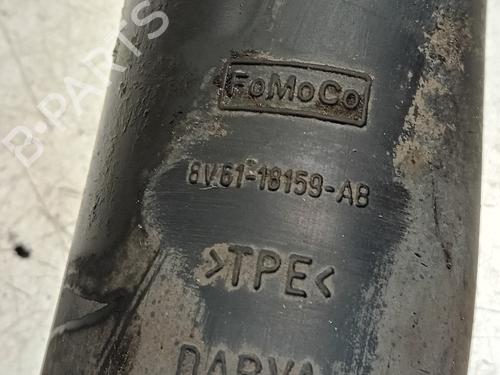 B-PARTS
FoMoCo
8V61-18159-AB
>TPE<